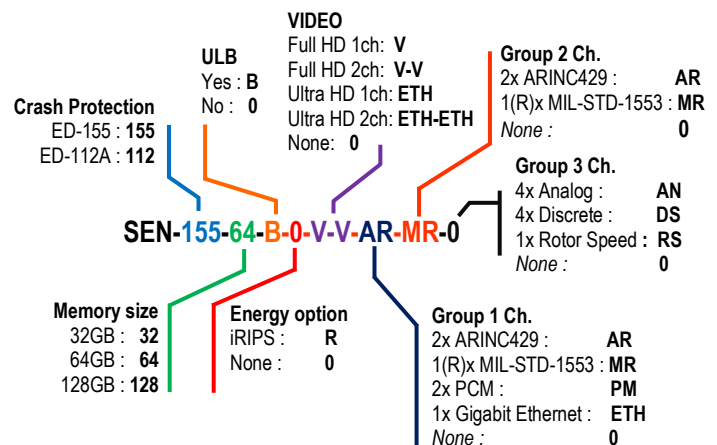 VIDEO
Full HD 1ch: V
Full HD 2ch: V-V
Ultra HD 1ch: ETH
Ultra HD 2ch: ETH-ETH
None: 0
ULB
Yes : B
No : 0
Group 2 Ch.
2x ARINC429 : AR
1(R)x MIL-STD-1553 : MR
None : 0
Crash Protection
ED-155 : 155
ED-112A : 112
Group 3 Ch.
4x Analog : AN
4x Discrete : DS
1x Rotor Speed : RS
None : 0
SEN-155-64-B-0-V-V-AR-MR-0
Memory size
32GB : 32
64GB : 64
128GB : 128
Energy option
iRIPS : R
None : 0
Group 1 Ch.
2x ARINC429 : AR
1(R)x MIL-STD-1553 : MR
2x PCM : PM
1x Gigabit Ethernet : ETH
None : 0